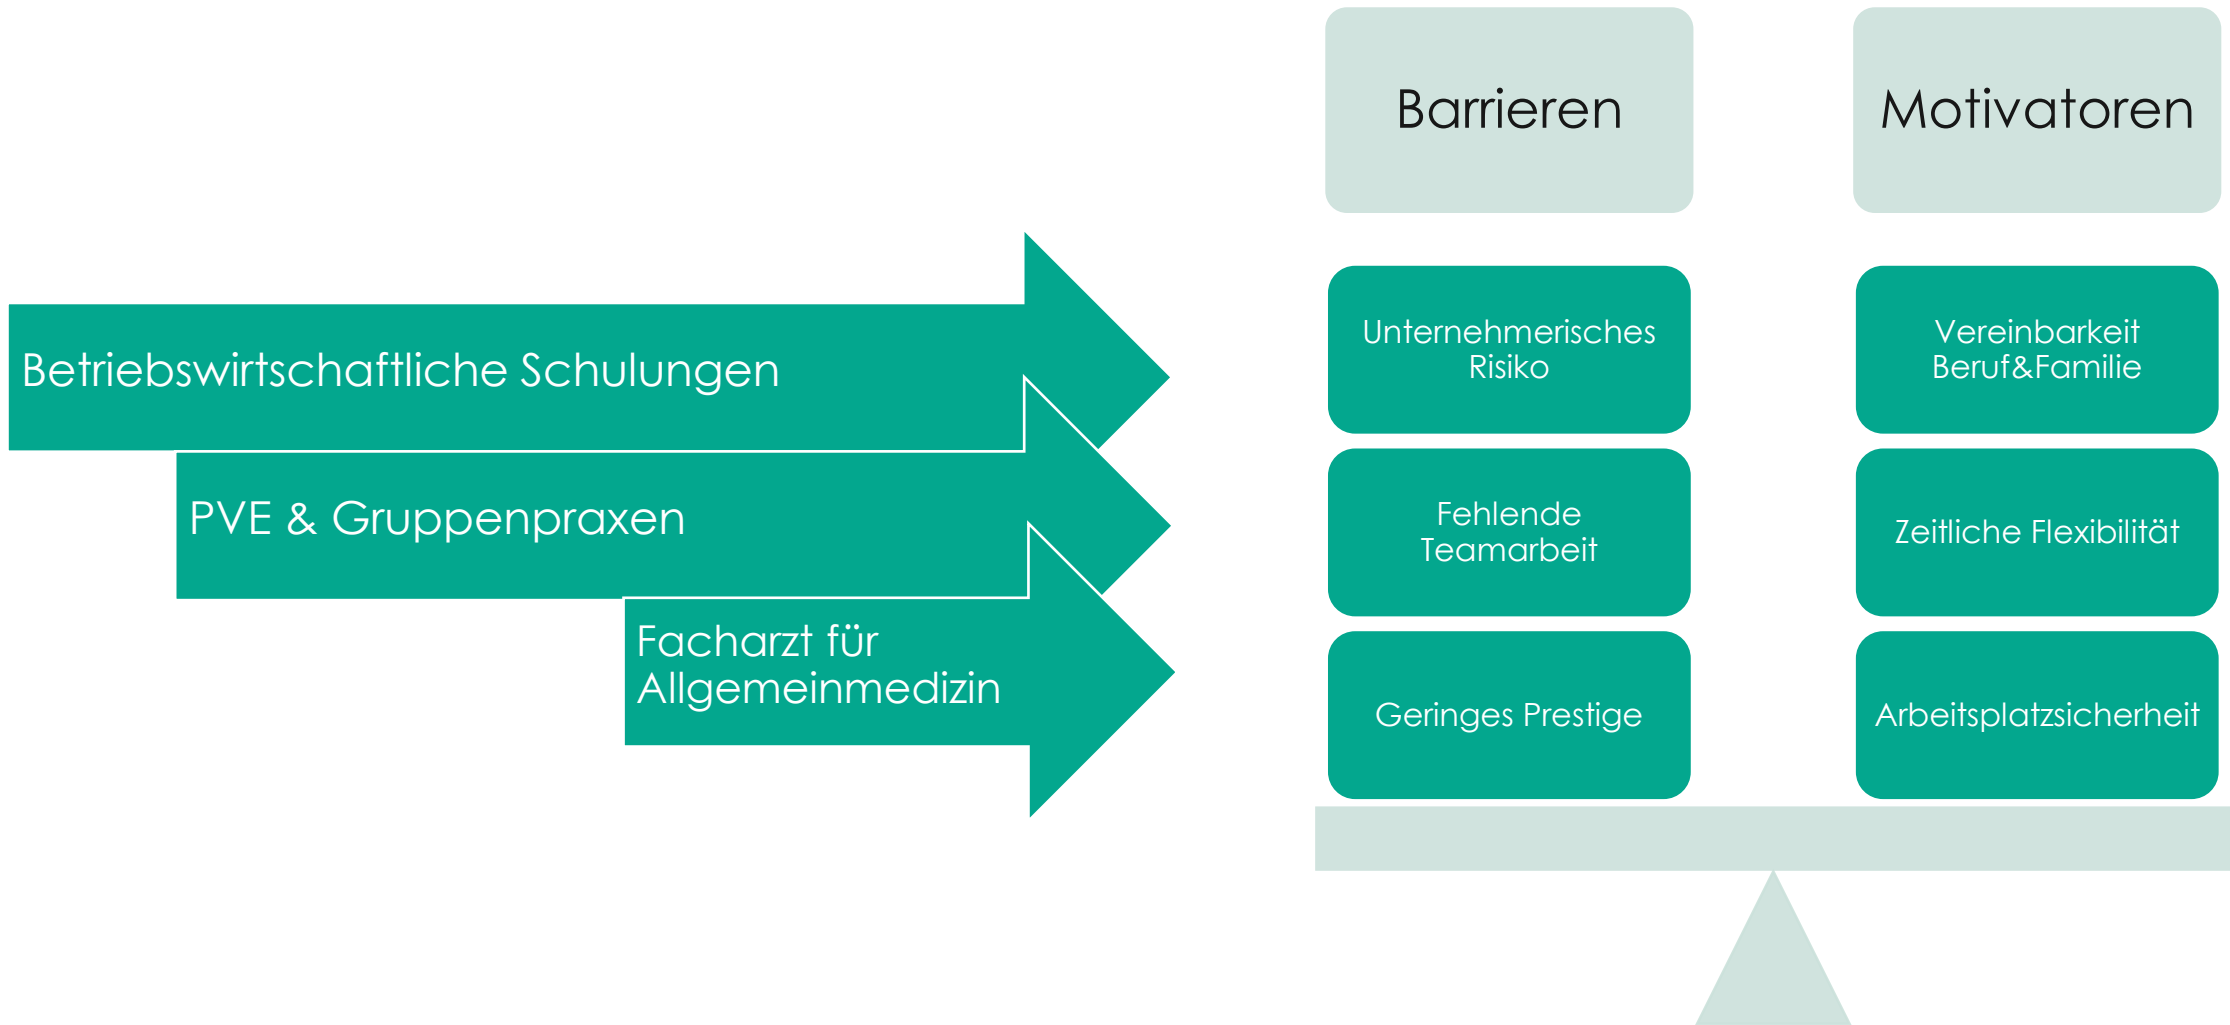 Barrieren
Motivatoren
Betriebswirtschaftliche Schulungen
PVE & Gruppenpraxen
Facharzt für
Allgemeinmedizin
Unternehmerisches
Risiko
Fehlende
Teamarbeit
Geringes Prestige
Vereinbarkeit
Beruf&Familie
Zeitliche Flexibilität
Arbeitsplatzsicherheit